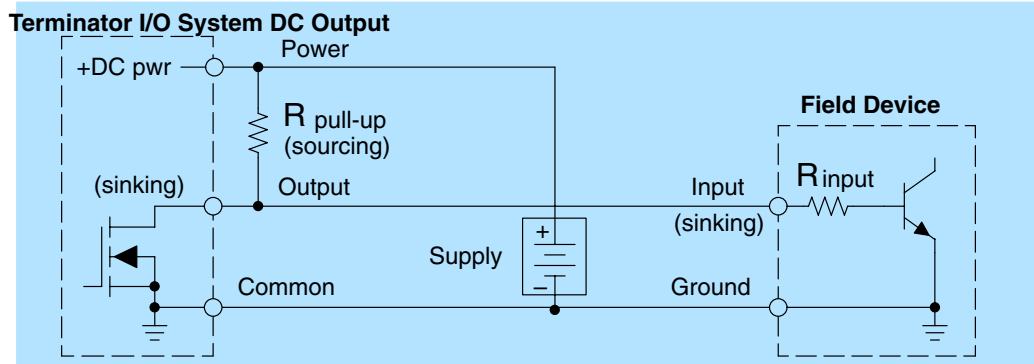 Terminator I/O System DC Output
Power
+DC pwr
R pull-up
(sourcing)
Field Device
(sinking)
Output
Input
(sinking)
R input
Supply
+
–
Common
Ground